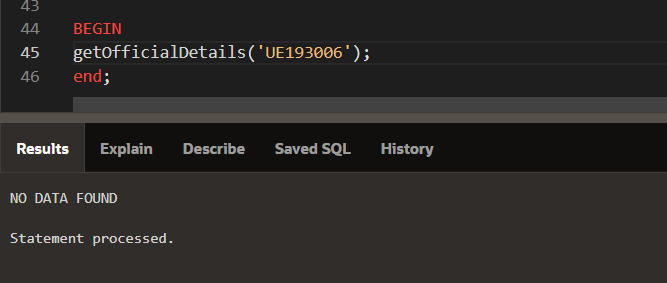 43
44 BEGIN
45 getOfficialDetails('UE193006');
46 end;
Results Explain Describe Saved SQL History
NO DATA FOUND
Statement processed.